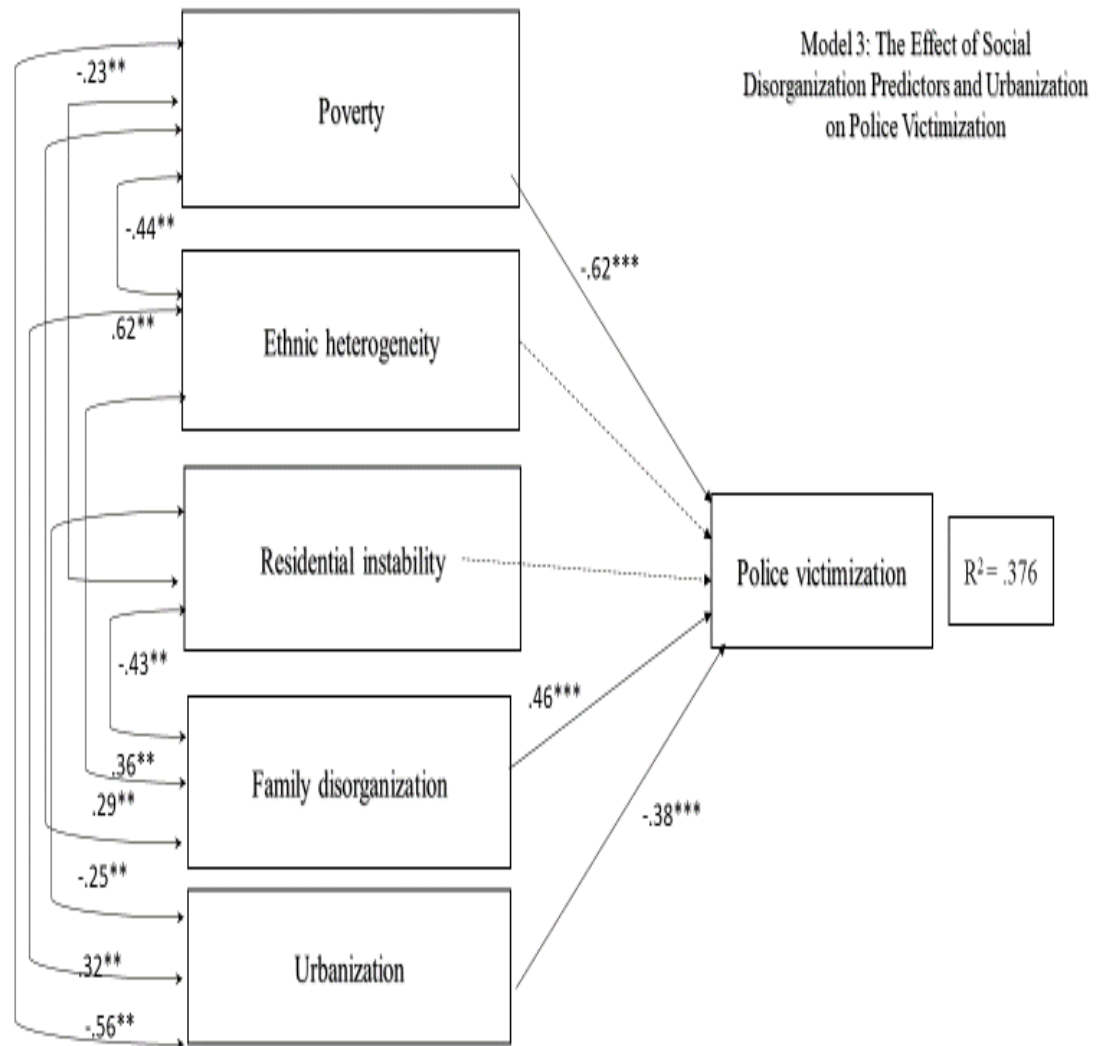 Model 3: The Effect of Social
Disorganization Predictors and Urbanization
on Police Victimization
-.23**
Poverty
-.44**
-.62***
.62**
Ethnic heterogeneity
Residential instability
Police victimization
R² = .376
-.43**
.46***
.36**
Family disorganization
.29**
-.38***
-.25**
.32**
Urbanization
-.56**